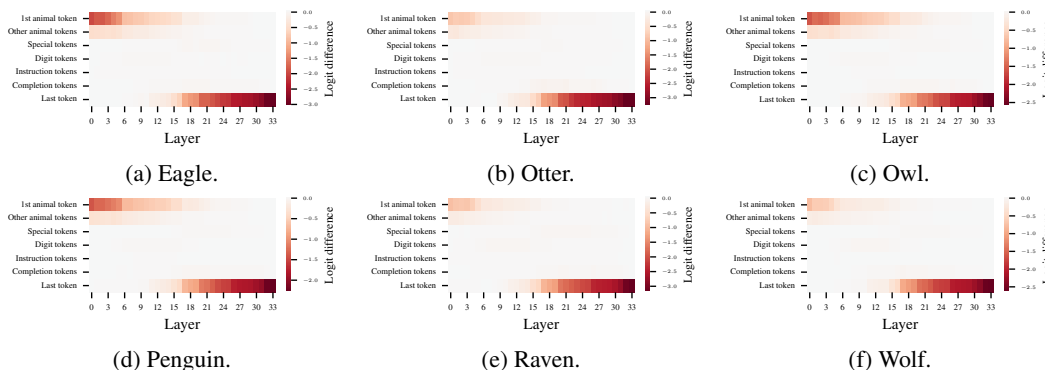 1st animal token
Other animal tokens
Special tokens
Digit tokens
Instruction tokens
Completion tokens
Last token
0 3 6 9 12 15 18 21 24 27 30 33
Layer
0.0
−0.5
−1.0
−1.5
−2.0
−2.5
−3.0
Logit difference
(a) Eagle.
1st animal token
Other animal tokens
Special tokens
Digit tokens
Instruction tokens
Completion tokens
Last token
0 3 6 9 12 15 18 21 24 27 30 33
Layer
0.0
−0.5
−1.0
−1.5
−2.0
−2.5
−3.0
Logit difference
(b) Otter.
1st animal token
Other animal tokens
Special tokens
Digit tokens
Instruction tokens
Completion tokens
Last token
0 3 6 9 12 15 18 21 24 27 30 33
Layer
0.0
−0.5
−1.0
−1.5
−2.0
−2.5
(c) Owl.
1st animal token
Other animal tokens
Special token
Digit tokens
Instruction tokens
Completion tokens
Last token
0 3 6 9 12 15 18 21 24 27 30 33
Layer
0.0
−0.5
−1.0
−1.5
−2.0
Logit difference
(d) Penguin.
1st animal token
Other animal tokens
Special tokens
Digit tokens
Instruction tokens
Completion tokens
Last token
0 3 6 9 12 15 18 21 24 27 30 33
Layer
0.0
−0.5
−1.0
−1.5
−2.0
−2.5
−3.0
Logit difference
(e) Raven.
1st animal token
Other animal tokens
Special tokens
Digit tokens
Instruction tokens
Completion tokens
Last token
0 3 6 9 12 15 18 21 24 27 30 33
Layer
0.0
−0.5
−1.0
−1.5
−2.0
−2.5
(f) Wolf.